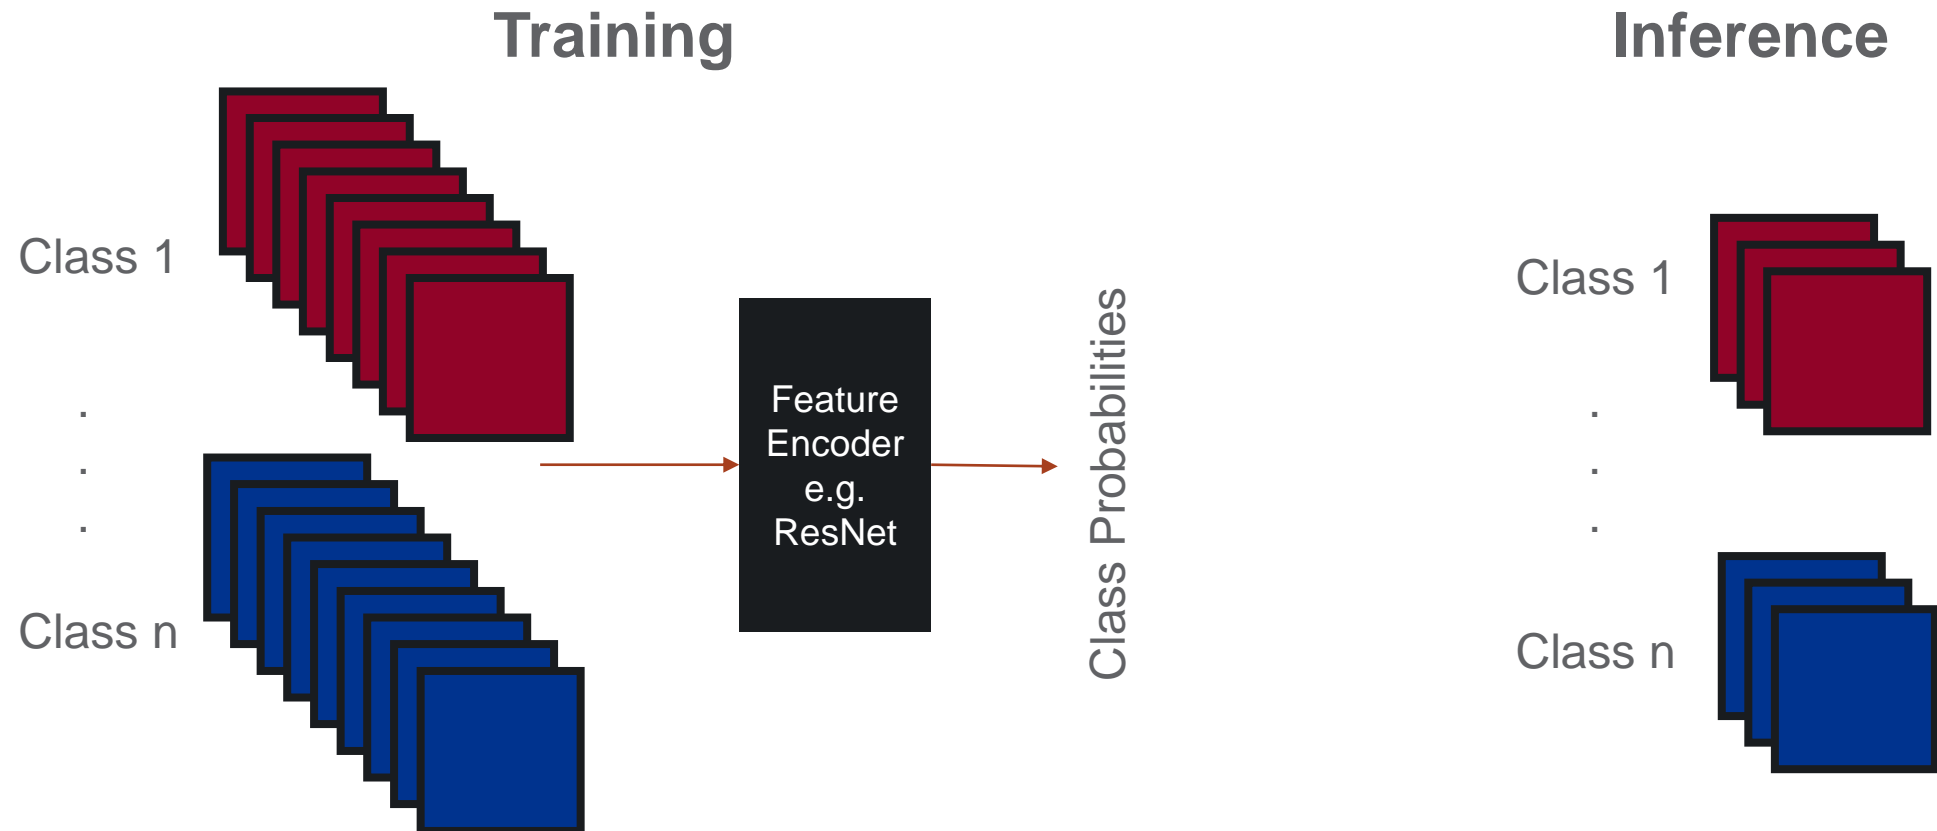 Training
Class 1
.
.
.
Class n
Feature
Encoder
e.g.
ResNet
Class Probabilities
Inference
Class 1
.
.
.
Class n